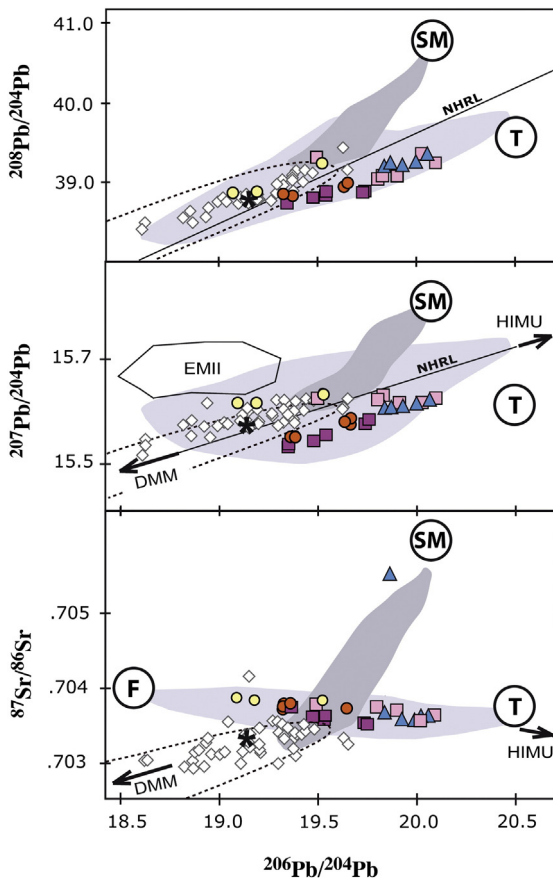 41.0
SM
208Pb/204Pb
40.0
NHRL
T
39.0
SM
HIMU
15.7
EMII
NHRL
207Pb/204Pb
T
15.5
DMM
SM
.705
87Sr/86Sr
F
.704
T
.703
DMM
HIMU
18.5 19.0 19.5 20.0 20.5
206Pb/204Pb